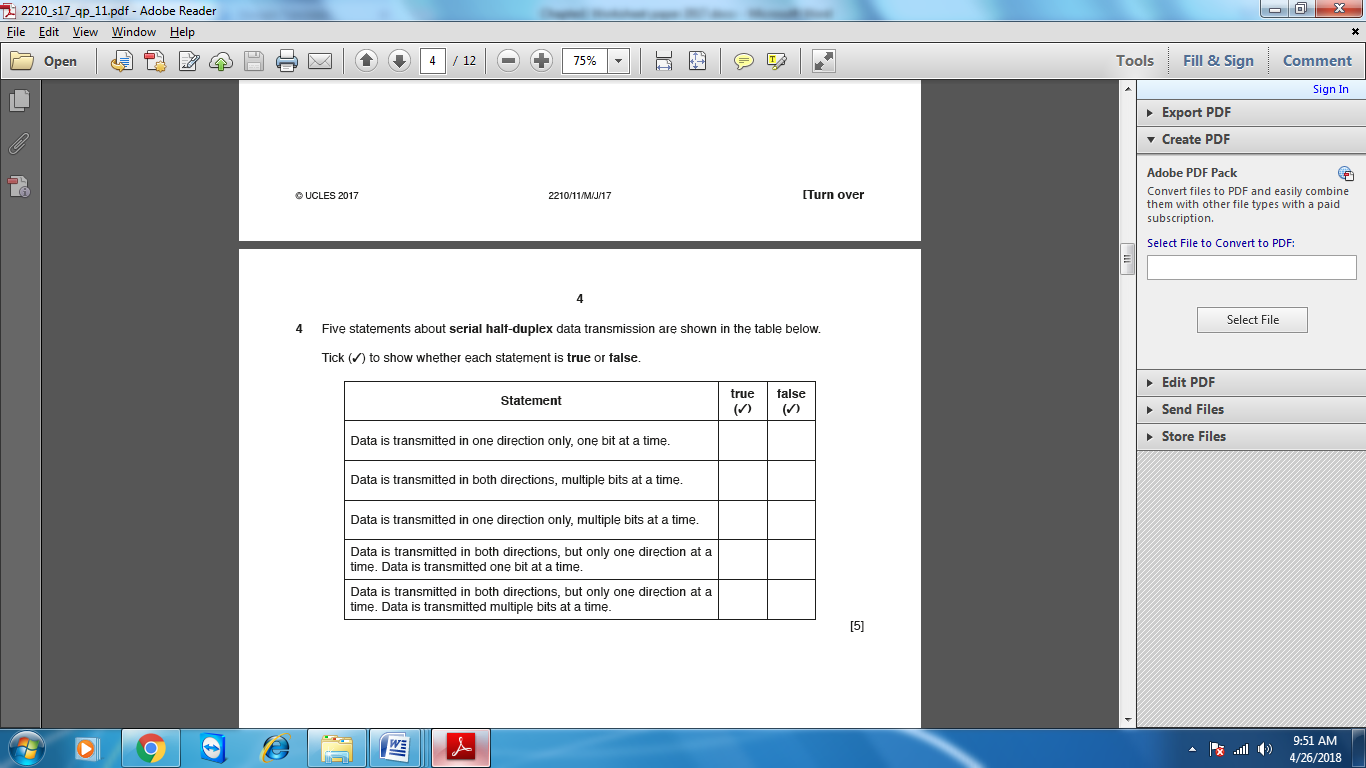 2210_s17_qp_11.pdf - Adobe Reader
File Edit View Window Help
Open 4 / 12 75% Tools Fill & Sign Comment
Sign In
Export PDF
Create PDF
Adobe PDF Pack
Convert files to PDF and easily combine
them with other file types with a paid
subscription.
Select File to Convert to PDF:
Select File
Edit PDF
Send Files
Store Files
© UCLES 2017 2210/11/M/J/17 [Turn over
4
4 Five statements about serial half-duplex data transmission are shown in the table below.
Tick (✓) to show whether each statement is true or false.
Statement true (✓) false (✓)
Data is transmitted in one direction only, one bit at a time.
Data is transmitted in both directions, multiple bits at a time.
Data is transmitted in one direction only, multiple bits at a time.
Data is transmitted in both directions, but only one direction at a
time. Data is transmitted one bit at a time.
Data is transmitted in both directions, but only one direction at a
time. Data is transmitted multiple bits at a time.
[5]
9:51 AM
4/26/2018